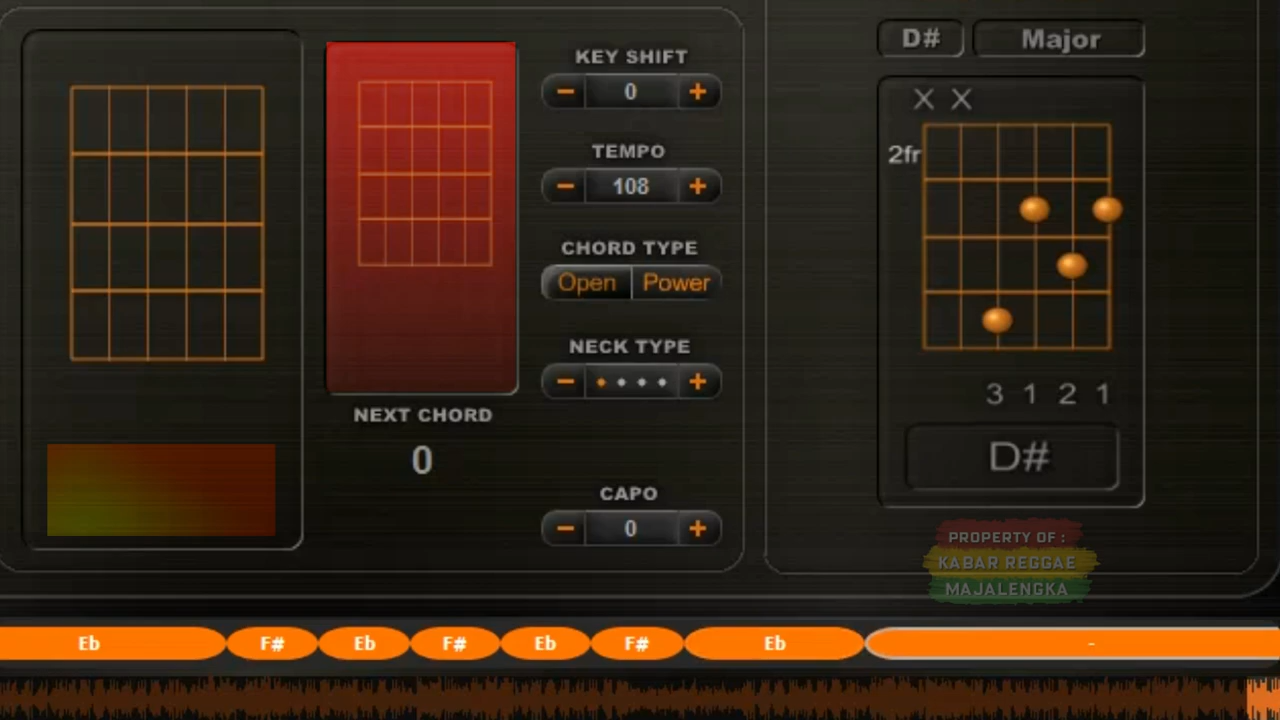 KEY SHIFT
− 0 +
TEMPO
− 108 +
CHORD TYPE
Open Power
NECK TYPE
− +
NEXT CHORD
0
CAPO
− 0 +
D# Major
X X
2fr
3 1 2 1
D#
PROPERTY OF :
KABAR REGGAE
MAJALENGKA
Eb F# Eb F# Eb F# Eb -